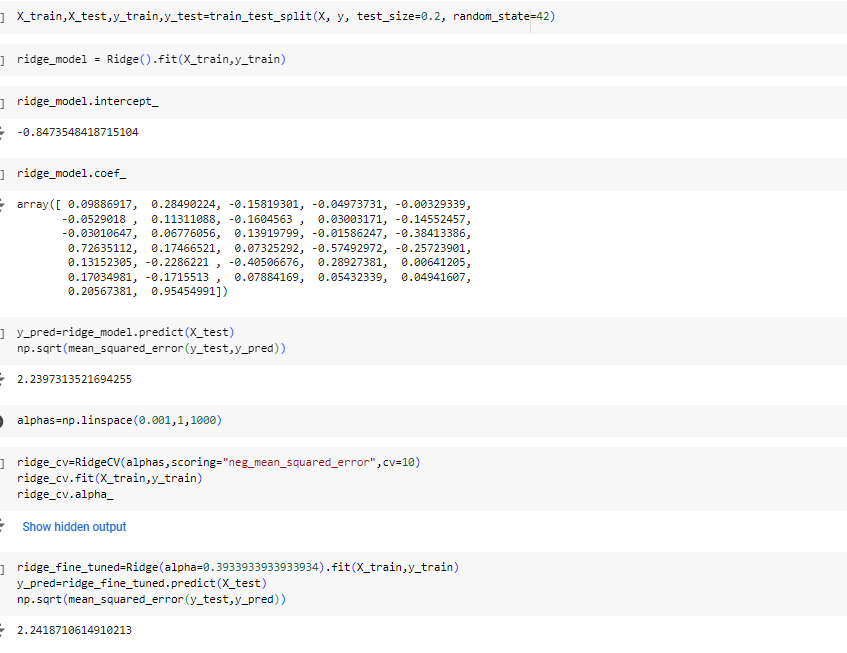 ] X_train,X_test,y_train,y_test=train_test_split(X, y, test_size=0.2, random_state=42)
] ridge_model = Ridge().fit(X_train,y_train)
] ridge_model.intercept_
-0.8473548418715104
] ridge_model.coef_
array([ 0.09886917,  0.28490224, -0.15819301, -0.04973731, -0.00329339,
       -0.0529018 ,  0.11311088, -0.1604563 ,  0.03003171, -0.14552457,
       -0.03010647,  0.06776056,  0.13919799, -0.01586247, -0.38413386,
        0.72635112,  0.17466521,  0.07325292, -0.57492972, -0.25723901,
        0.13152305, -0.2286221 , -0.40506676,  0.28927381,  0.00641205,
        0.17034981, -0.1715513 ,  0.07884169,  0.05432339,  0.04941607,
        0.20567381,  0.95454991])
] y_pred=ridge_model.predict(X_test)
np.sqrt(mean_squared_error(y_test,y_pred))
2.2397313521694255
alphas=np.linspace(0.001,1,1000)
] ridge_cv=RidgeCV(alphas,scoring="neg_mean_squared_error",cv=10)
ridge_cv.fit(X_train,y_train)
ridge_cv.alpha_
Show hidden output
] ridge_fine_tuned=Ridge(alpha=0.3933933933933934).fit(X_train,y_train)
y_pred=ridge_fine_tuned.predict(X_test)
np.sqrt(mean_squared_error(y_test,y_pred))
2.2418710614910213